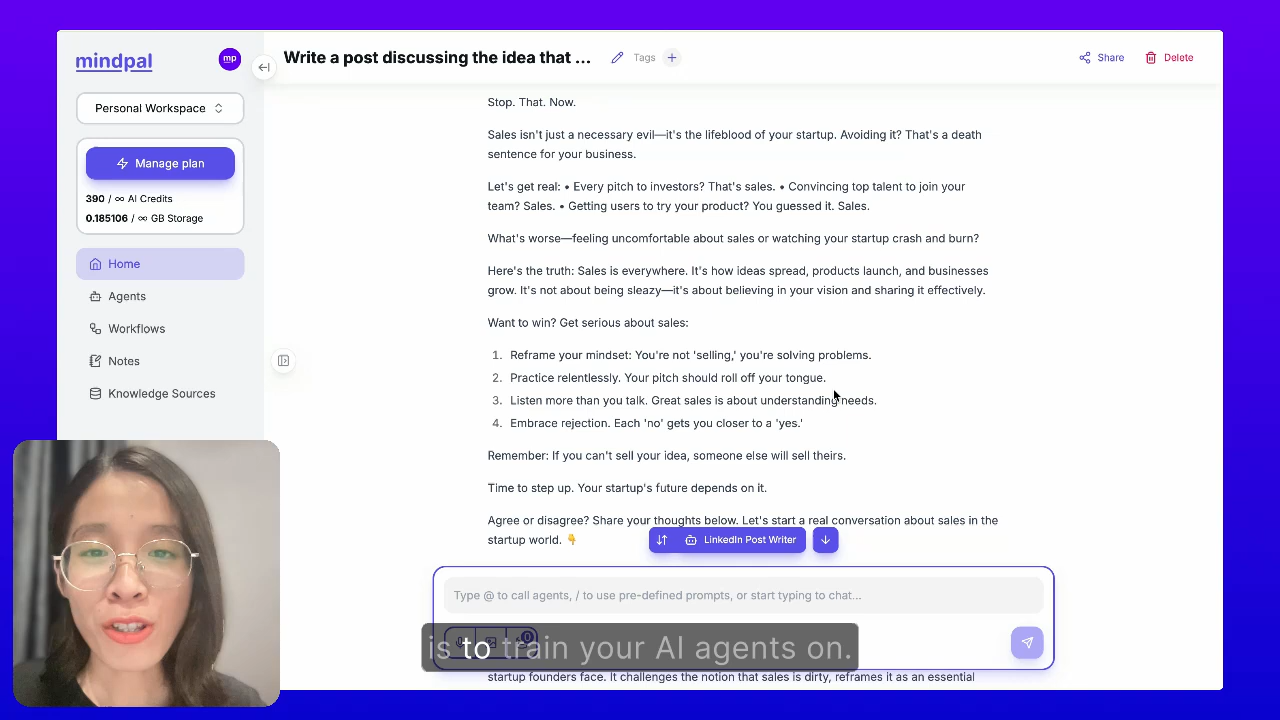 mindpal
mp
Write a post discussing the idea that ...
Tags
Share
Delete
Personal Workspace
Manage plan
390 / ∞ AI Credits
0.185106 / ∞ GB Storage
Home
Agents
Workflows
Notes
Knowledge Sources
Stop. That. Now.
Sales isn't just a necessary evil—it's the lifeblood of your startup. Avoiding it? That's a death
sentence for your business.
Let's get real: • Every pitch to investors? That's sales. • Convincing top talent to join your
team? Sales. • Getting users to try your product? You guessed it. Sales.
What's worse—feeling uncomfortable about sales or watching your startup crash and burn?
Here's the truth: Sales is everywhere. It's how ideas spread, products launch, and businesses
grow. It's not about being sleazy—it's about believing in your vision and sharing it effectively.
Want to win? Get serious about sales:
1. Reframe your mindset: You're not 'selling,' you're solving problems.
2. Practice relentlessly. Your pitch should roll off your tongue.
3. Listen more than you talk. Great sales is about understanding needs.
4. Embrace rejection. Each 'no' gets you closer to a 'yes.'
Remember: If you can't sell your idea, someone else will sell theirs.
Time to step up. Your startup's future depends on it.
Agree or disagree? Share your thoughts below. Let's start a real conversation about sales in the
startup world. 👇
LinkedIn Post Writer
Type @ to call agents, / to use pre-defined prompts, or start typing to chat...
is to train your AI agents on.
startup founders face. It challenges the notion that sales is dirty, reframes it as an essential